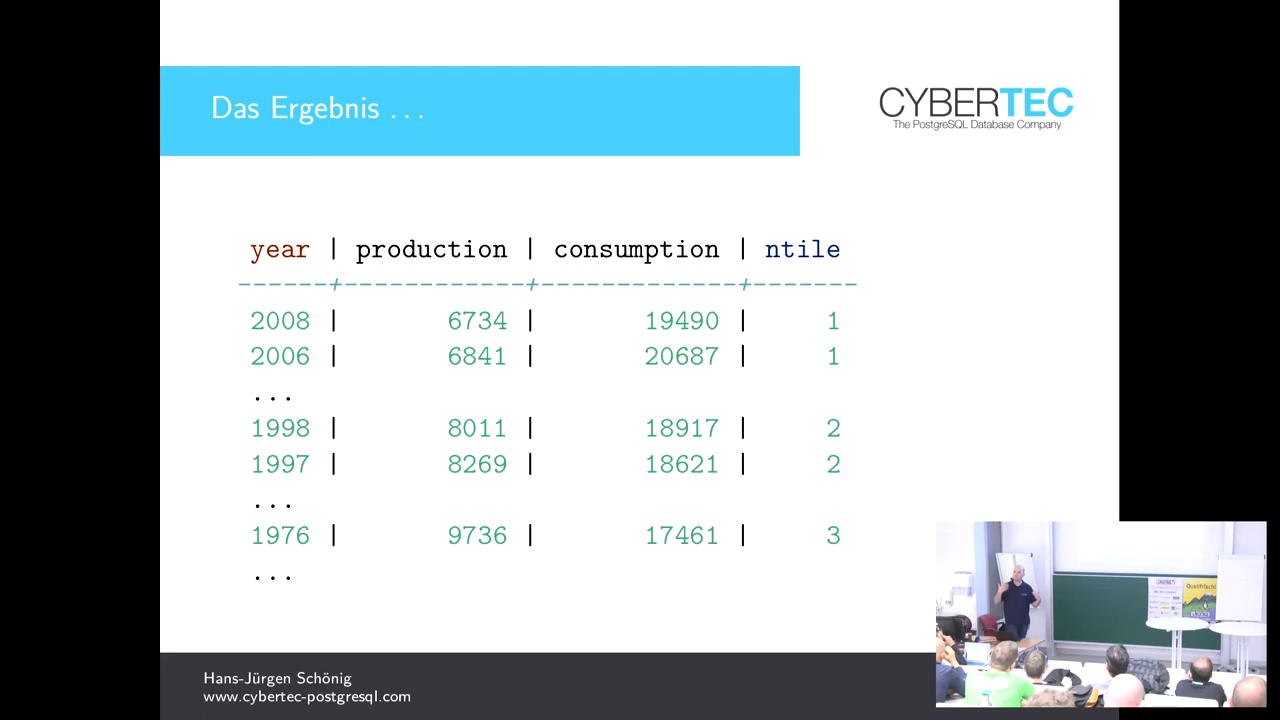 Das Ergebnis ...
CYBERTEC
The PostgreSQL Database Company
year | production | consumption | ntile
------+------------+-------------+-------
2008 | 6734 | 19490 | 1
2006 | 6841 | 20687 | 1
...
1998 | 8011 | 18917 | 2
1997 | 8269 | 18621 | 2
...
1976 | 9736 | 17461 | 3
...
Hans-Jürgen Schönig
www.cybertec-postgresql.com